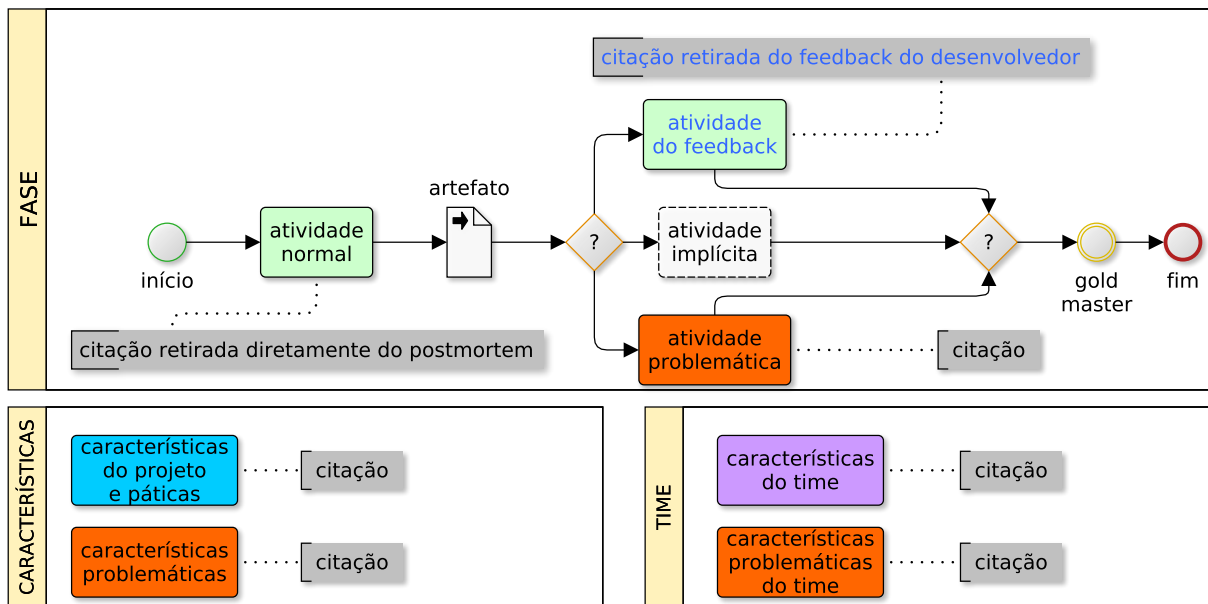 FASE
citação retirada do feedback do desenvolvedor
atividade
do feedback
artefato
início
atividade
normal
?
atividade
implícita
?
gold
master
fim
citação retirada diretamente do postmortem
atividade
problemática
citação
CARACTERÍSTICAS
características
do projeto
e páticas
citação
características
problemáticas
citação
TIME
características
do time
citação
características
problemáticas
do time
citação